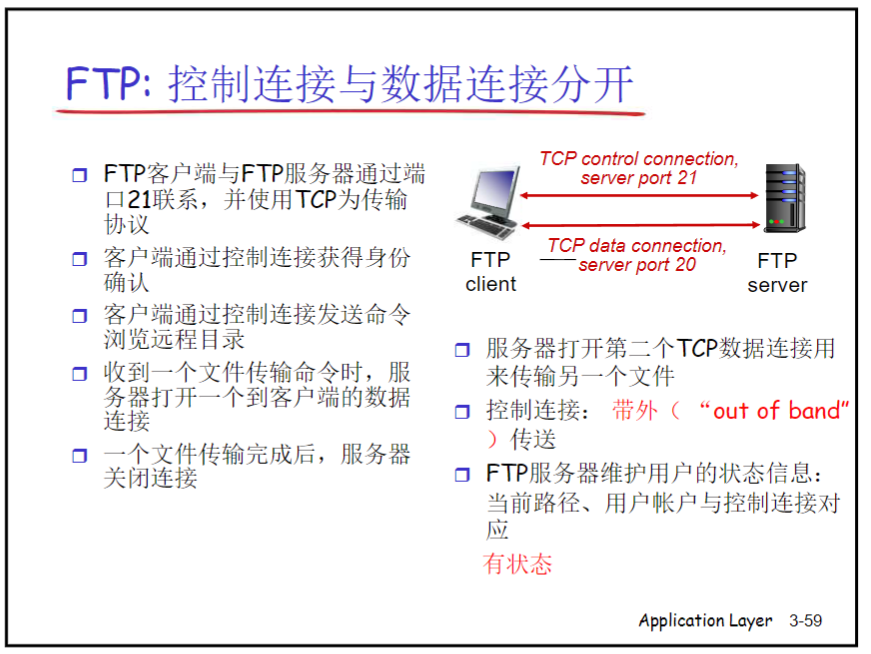 FTP: 控制连接与数据连接分开
FTP客户端与FTP服务器通过端
口21联系，并使用TCP为传输
协议
客户端通过控制连接获得身份
确认
客户端通过控制连接发送命令
浏览远程目录
收到一个文件传输命令时，服
务器打开一个到客户端的数据
连接
一个文件传输完成后，服务器
关闭连接
TCP control connection,
server port 21
TCP data connection,
server port 20
FTP
client
FTP
server
服务器打开第二个TCP数据连接用
来传输另一个文件
控制连接： 带外（ “out of band”
）传送
FTP服务器维护用户的状态信息：
当前路径、用户帐户与控制连接对
应
有状态
Application Layer 3-59